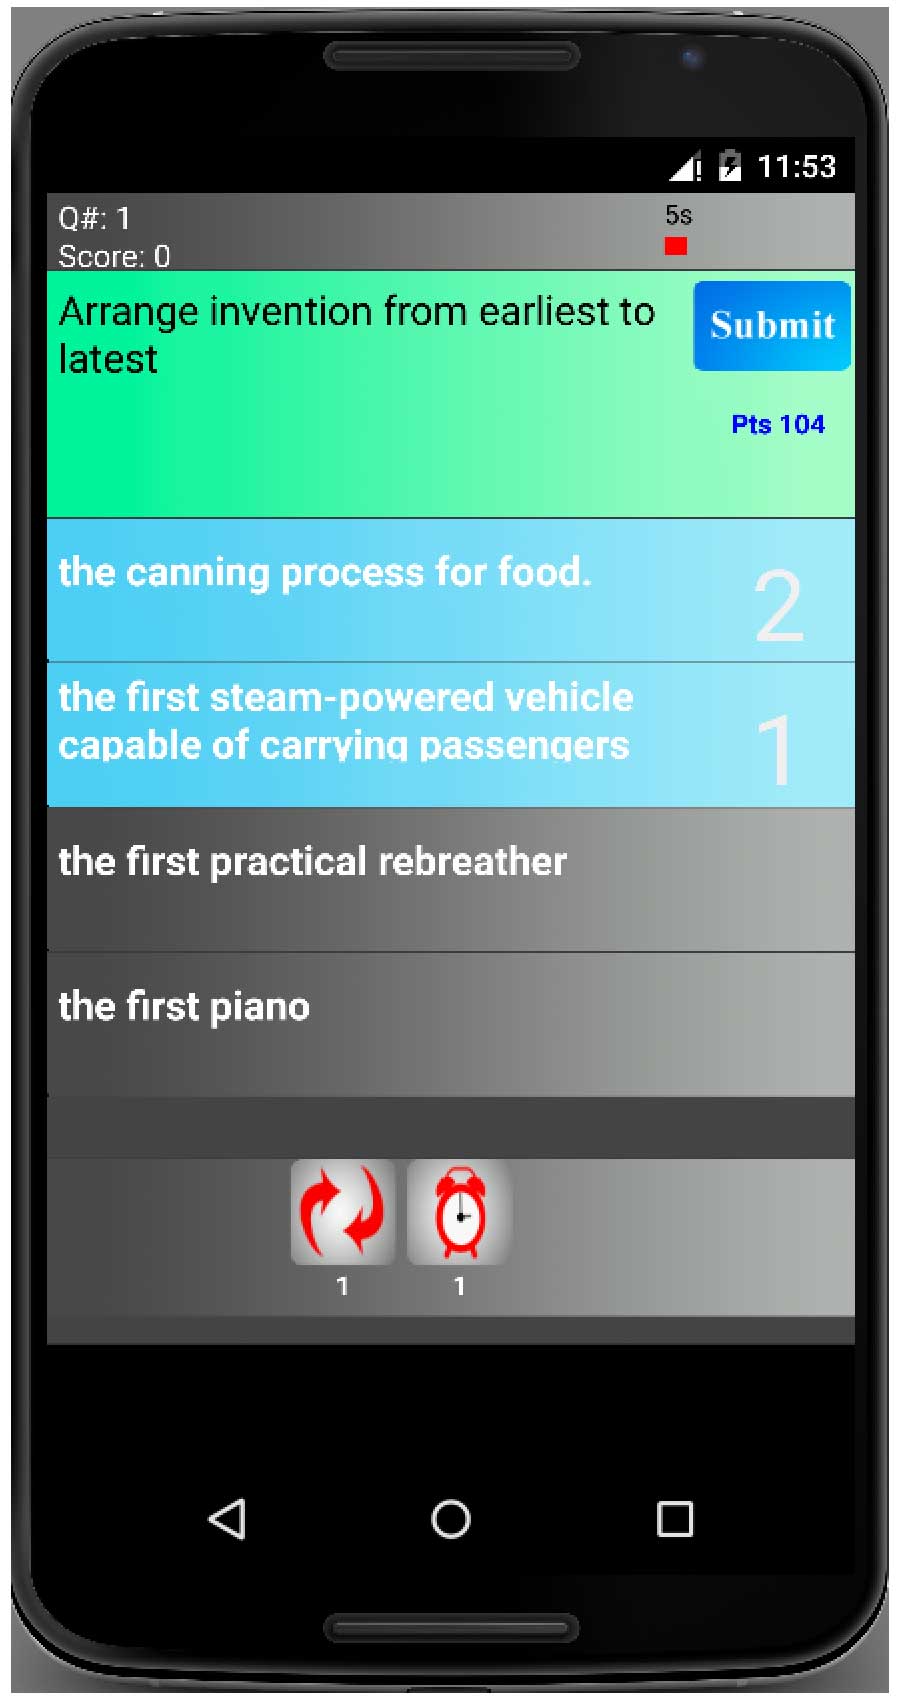 11:53
Q#: 1
5s
Score: 0
Arrange invention from earliest to
latest
Submit
Pts 104
the canning process for food.
2
the first steam-powered vehicle
capable of carrying passengers
1
the first practical rebreather
the first piano
1
1